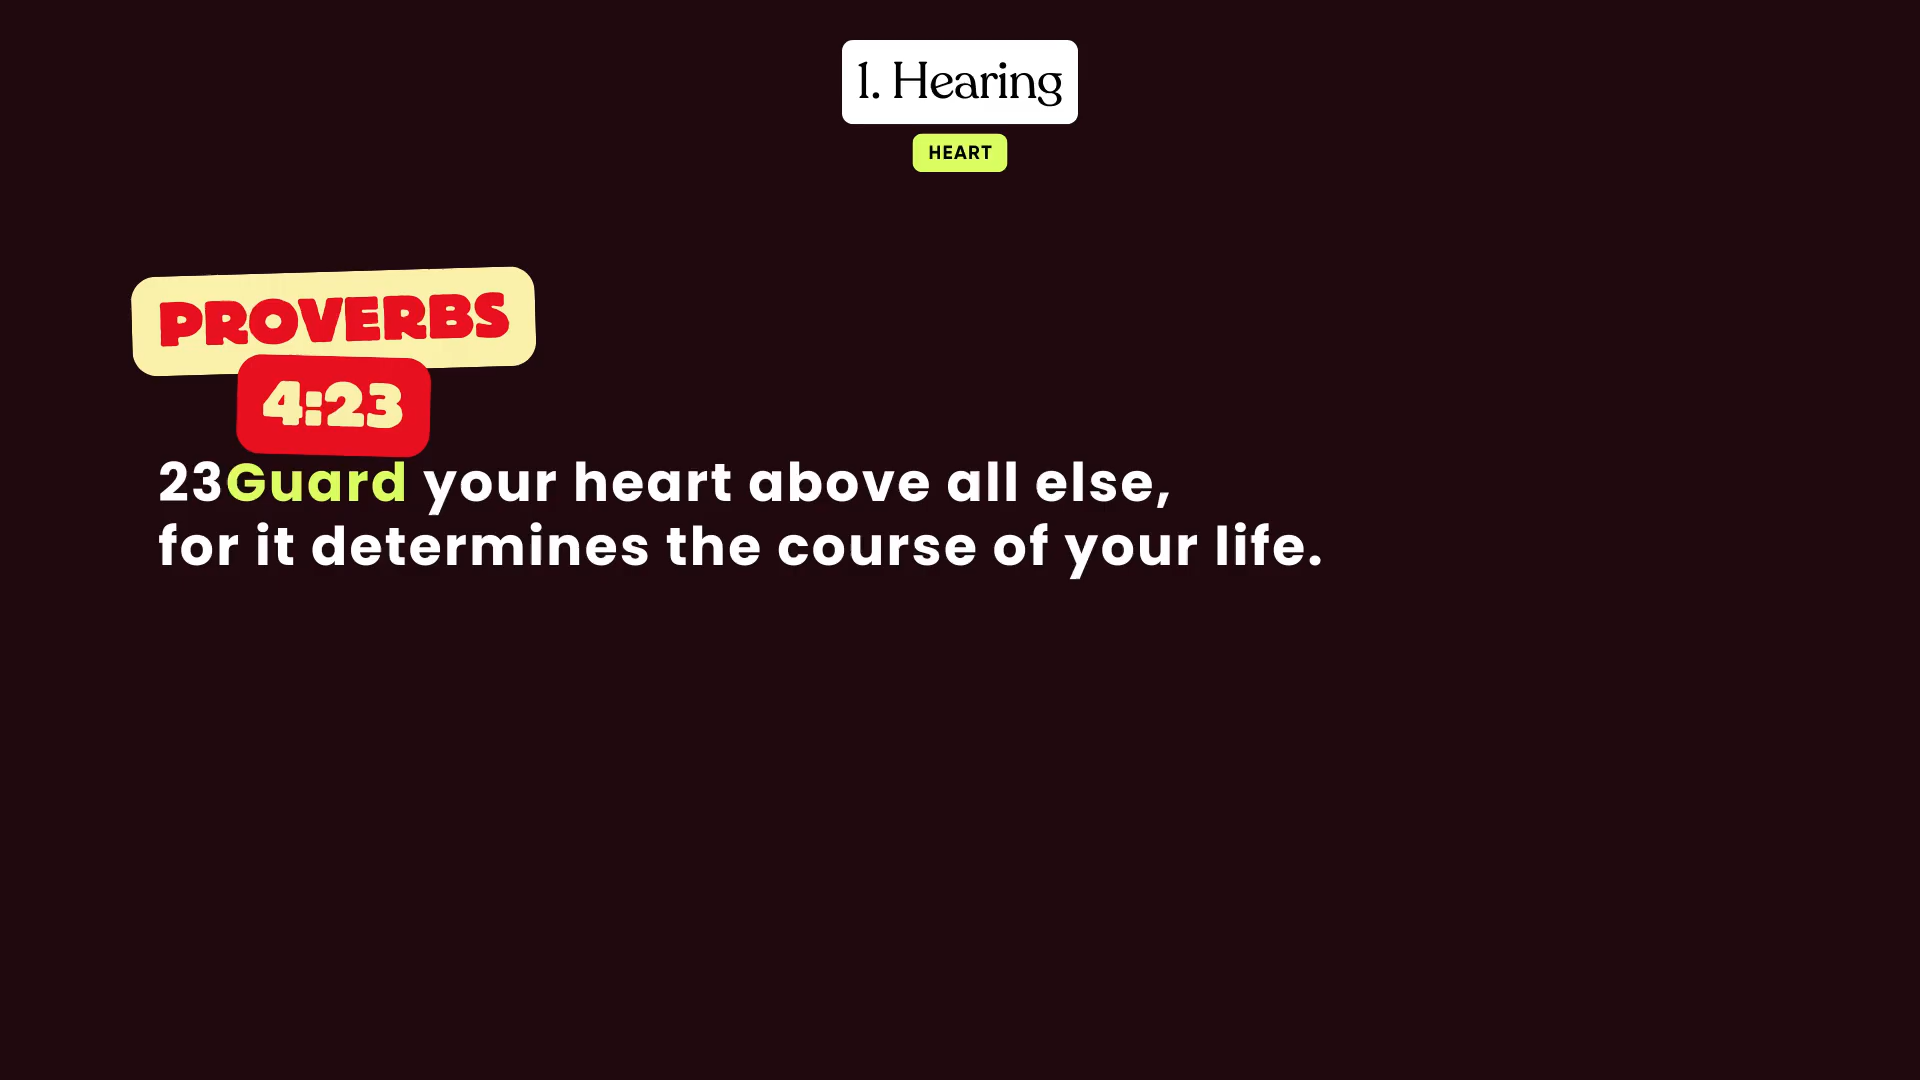 1. Hearing
HEART
PROVERBS
4:23
23Guard your heart above all else,
for it determines the course of your life.